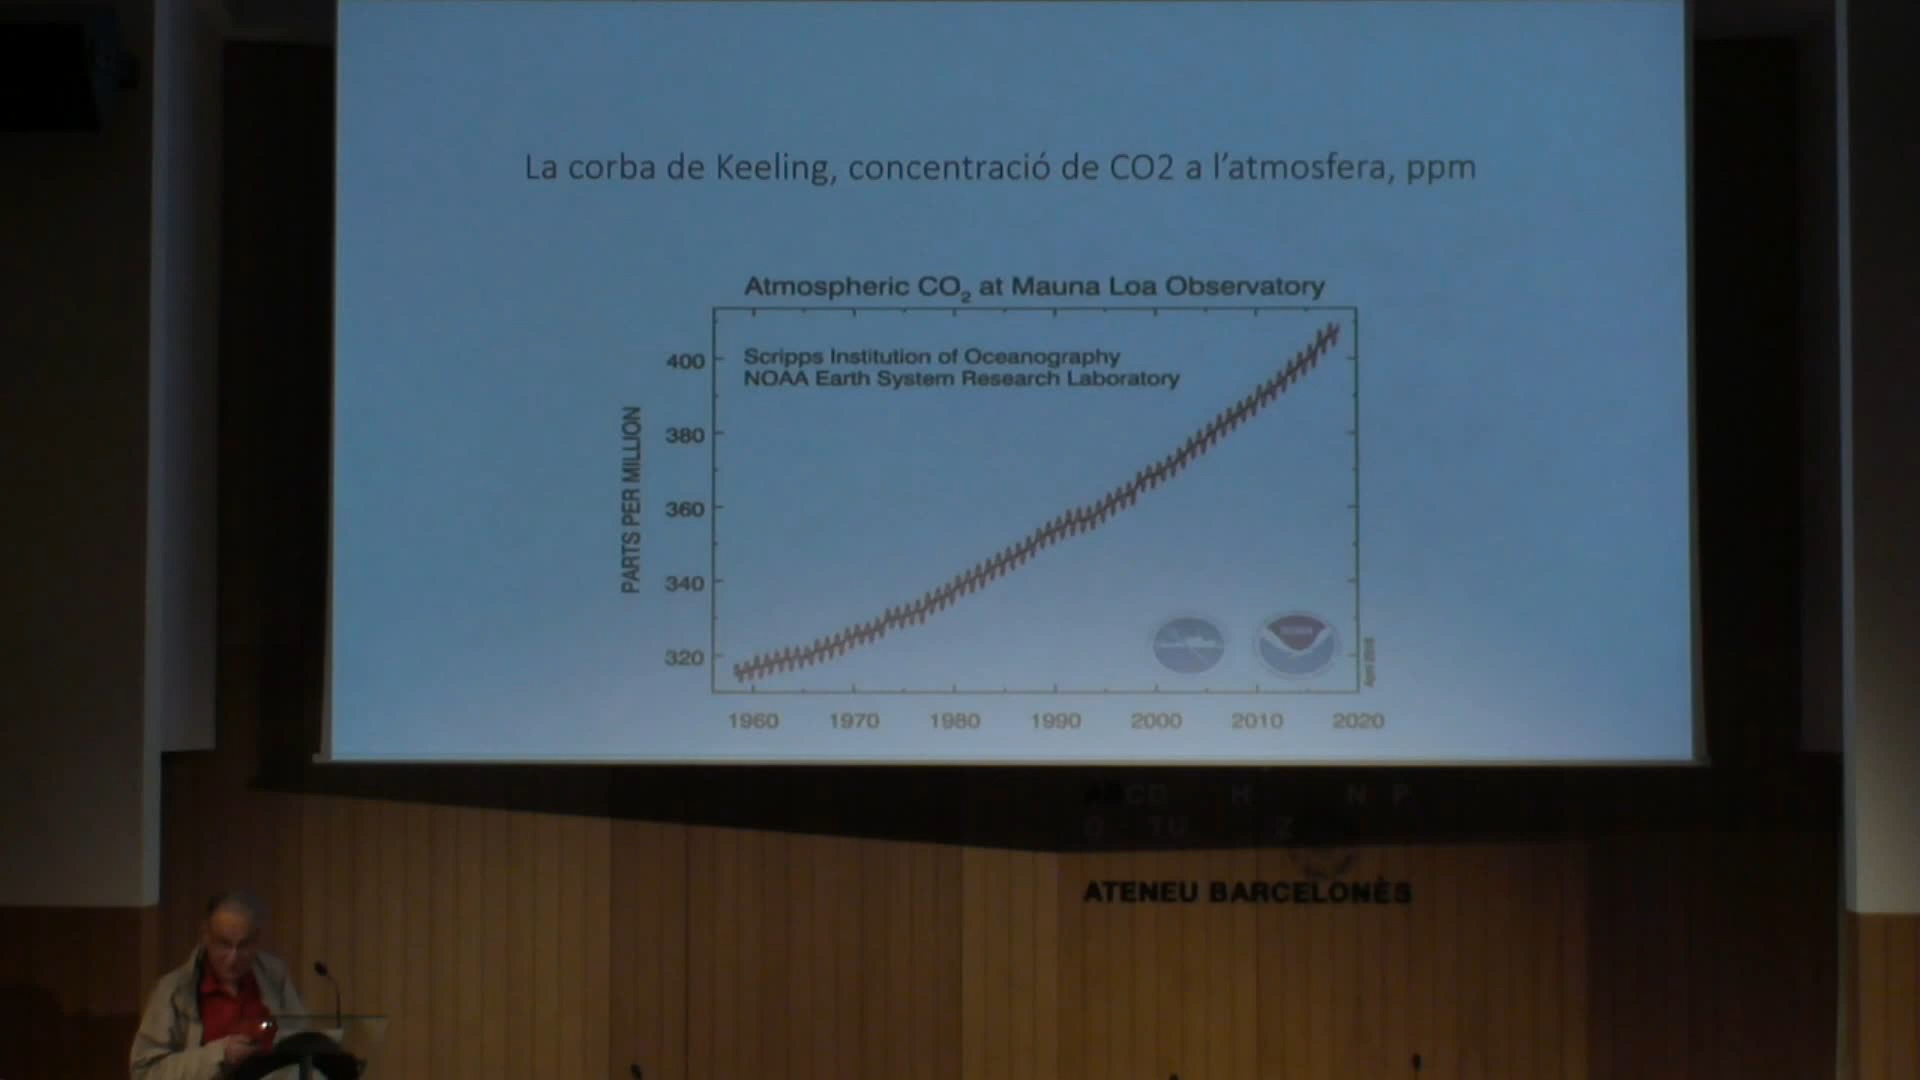 La corba de Keeling, concentració de CO2 a l'atmosfera, ppm
Atmospheric CO2 at Mauna Loa Observatory
Scripps Institution of Oceanography
NOAA Earth System Research Laboratory
PARTS PER MILLION
400
380
360
340
320
1960 1970 1980 1990 2000 2010 2020
ATENEU BARCELONÈS